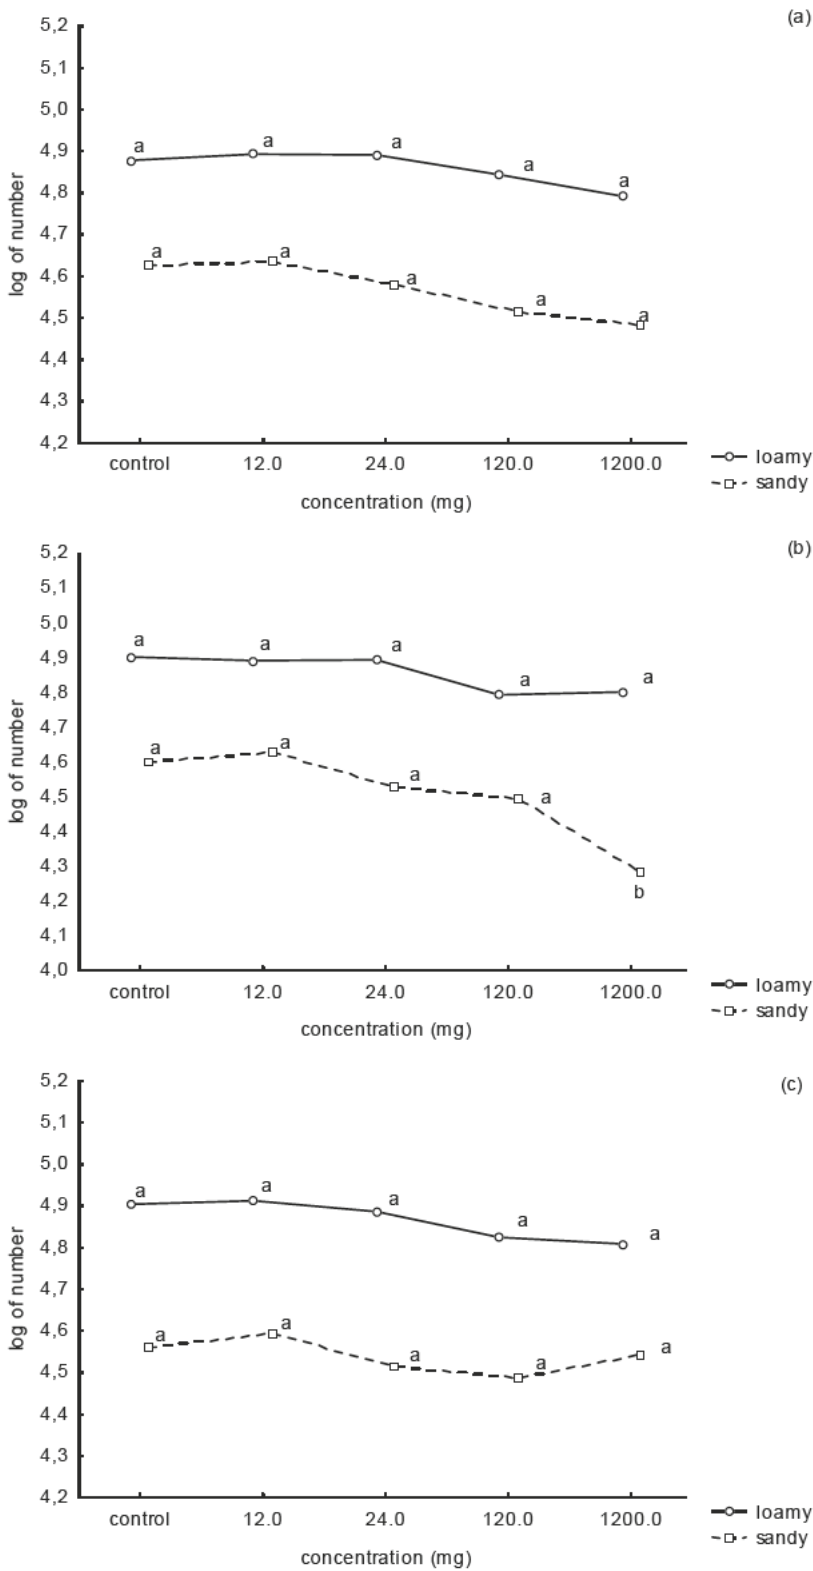 (a)
5,2
5,1
5,0
4,9
4,8
4,7
4,6
4,5
4,4
4,3
4,2
log of number
a a a a a
a a a a a
control 12.0 24.0 120.0 1200.0
concentration (mg)
loamy
sandy
(b)
5,2
5,1
5,0
4,9
4,8
4,7
4,6
4,5
4,4
4,3
4,2
4,1
4,0
log of number
a a a a a
a a a a b
control 12.0 24.0 120.0 1200.0
concentration (mg)
loamy
sandy
(c)
5,2
5,1
5,0
4,9
4,8
4,7
4,6
4,5
4,4
4,3
4,2
log of number
a a a a a
a a a a a
control 12.0 24.0 120.0 1200.0
concentration (mg)
loamy
sandy